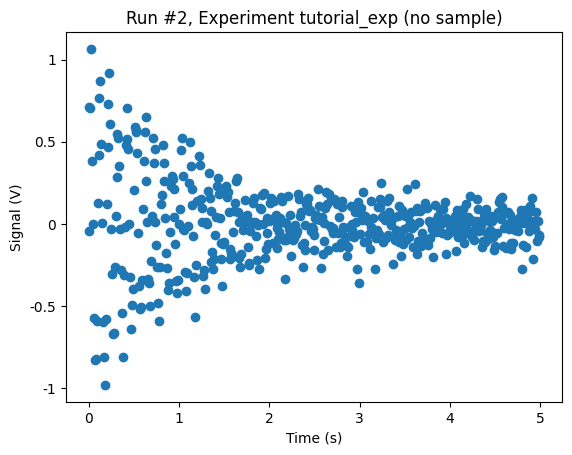 Run #2, Experiment tutorial_exp (no sample)
1
0.5
0
-0.5
-1
Signal (V)
0 1 2 3 4 5
Time (s)